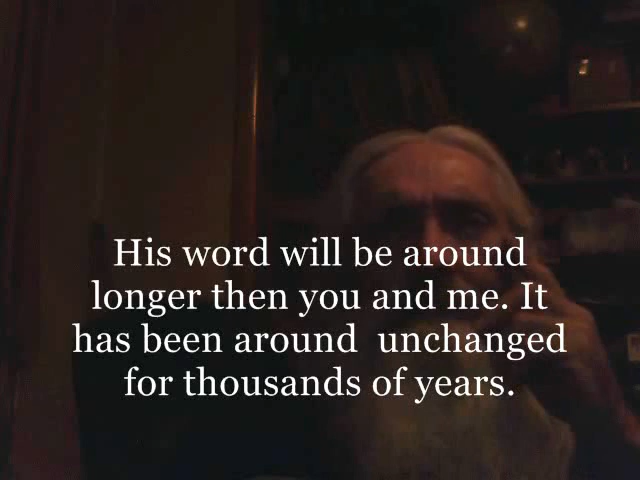 His word will be around
longer then you and me. It
has been around  unchanged
for thousands of years.